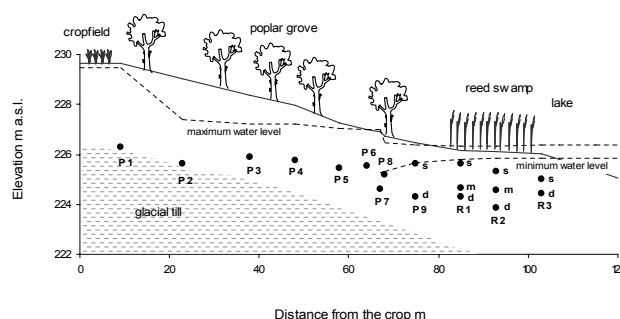 poplar grove
cropfield
230
228
reed swamp
lake
maximum water level
P 6
P 8
226
s
s
minimum water level
P 1
P 2
P 3
P 4
P 5
s
s
m
m
glacial till
d
d
d
224
P 7
P 9
R 1
R 2
R 3
d
222
0
20
40
60
80
100
12
Elevation m a.s.l.
Distance from the crop m